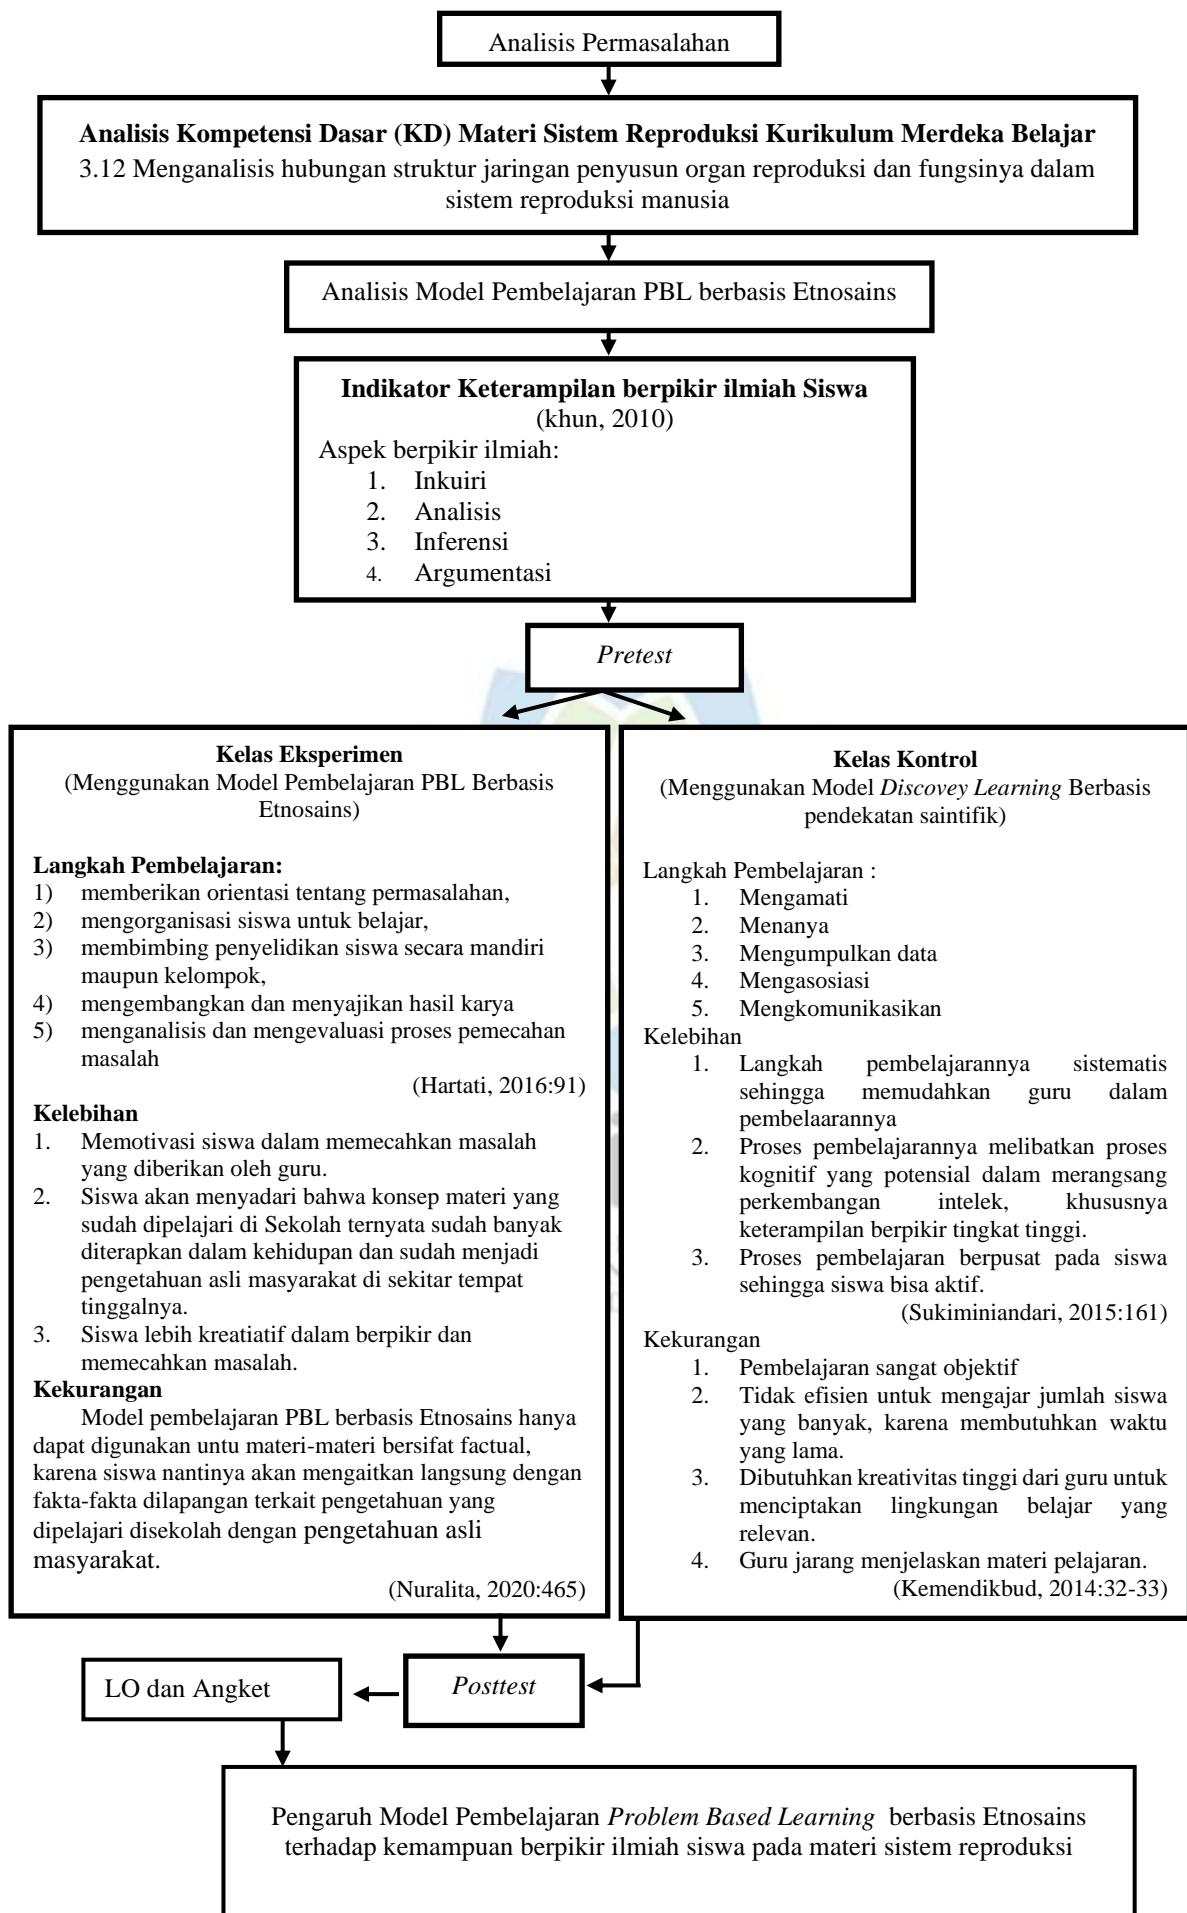 Analisis Permasalahan
Analisis Kompetensi Dasar (KD) Materi Sistem Reproduksi Kurikulum Merdeka Belajar
3.12 Menganalisis hubungan struktur jaringan penyusun organ reproduksi dan fungsinya dalam
sistem reproduksi manusia
Analisis Model Pembelajaran PBL berbasis Etnosains
Indikator Keterampilan berpikir ilmiah Siswa
(khun, 2010)
Aspek berpikir ilmiah:
1. Inkuiri
2. Analisis
3. Inferensi
4. Argumentasi
Pretest
Kelas Eksperimen
(Menggunakan Model Pembelajaran PBL Berbasis
Etnosains)
Langkah Pembelajaran:
1) memberikan orientasi tentang permasalahan,
2) mengorganisasi siswa untuk belajar,
3) membimbing penyelidikan siswa secara mandiri
maupun kelompok,
4) mengembangkan dan menyajikan hasil karya
5) menganalisis dan mengevaluasi proses pemecahan
masalah
(Hartati, 2016:91)
Kelebihan
1. Memotivasi siswa dalam memecahkan masalah
yang diberikan oleh guru.
2. Siswa akan menyadari bahwa konsep materi yang
sudah dipelajari di Sekolah ternyata sudah banyak
diterapkan dalam kehidupan dan sudah menjadi
pengetahuan asli masyarakat di sekitar tempat
tinggalnya.
3. Siswa lebih kreatiatif dalam berpikir dan
memecahkan masalah.
Kekurangan
Model pembelajaran PBL berbasis Etnosains hanya
dapat digunakan untu materi-materi bersifat factual,
karena siswa nantinya akan mengaitkan langsung dengan
fakta-fakta dilapangan terkait pengetahuan yang
dipelajari disekolah dengan pengetahuan asli
masyarakat.
(Nuralita, 2020:465)
Kelas Kontrol
(Menggunakan Model Discovey Learning Berbasis
pendekatan saintifik)
Langkah Pembelajaran :
1. Mengamati
2. Menanya
3. Mengumpulkan data
4. Mengasosiasi
5. Mengkomunikasikan
Kelebihan
1. Langkah pembelajarannya sistematis
sehingga memudahkan guru dalam
pembelaarannya
2. Proses pembelajarannya melibatkan proses
kognitif yang potensial dalam merangsang
perkembangan intelek, khususnya
keterampilan berpikir tingkat tinggi.
3. Proses pembelajaran berpusat pada siswa
sehingga siswa bisa aktif.
(Sukiminiandari, 2015:161)
Kekurangan
1. Pembelajaran sangat objektif
2. Tidak efisien untuk mengajar jumlah siswa
yang banyak, karena membutuhkan waktu
yang lama.
3. Dibutuhkan kreativitas tinggi dari guru untuk
menciptakan lingkungan belajar yang
relevan.
4. Guru jarang menjelaskan materi pelajaran.
(Kemendikbud, 2014:32-33)
LO dan Angket
Posttest
Pengaruh Model Pembelajaran Problem Based Learning berbasis Etnosains
terhadap kemampuan berpikir ilmiah siswa pada materi sistem reproduksi